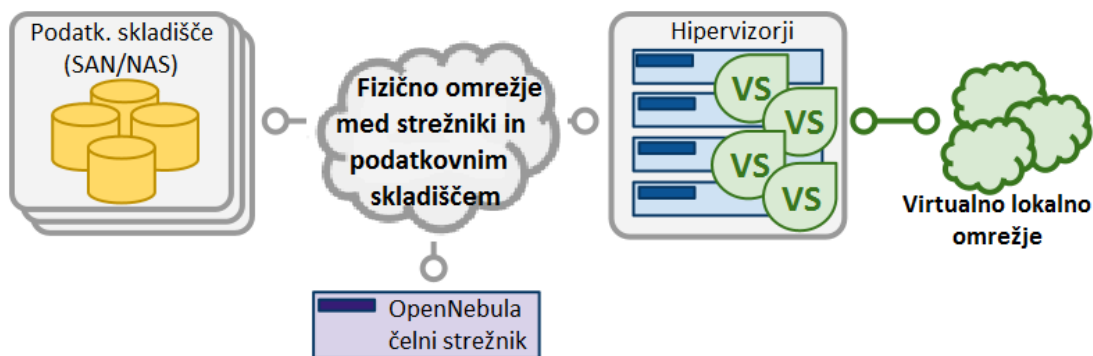 Podatk. skladišče
(SAN/NAS)
Fizično omrežje
med strežniki in
podatkovnim
skladiščem
OpenNebula
čelni strežnik
Hipervizorji
VS
VS
VS
VS
Virtualno lokalno
omrežje